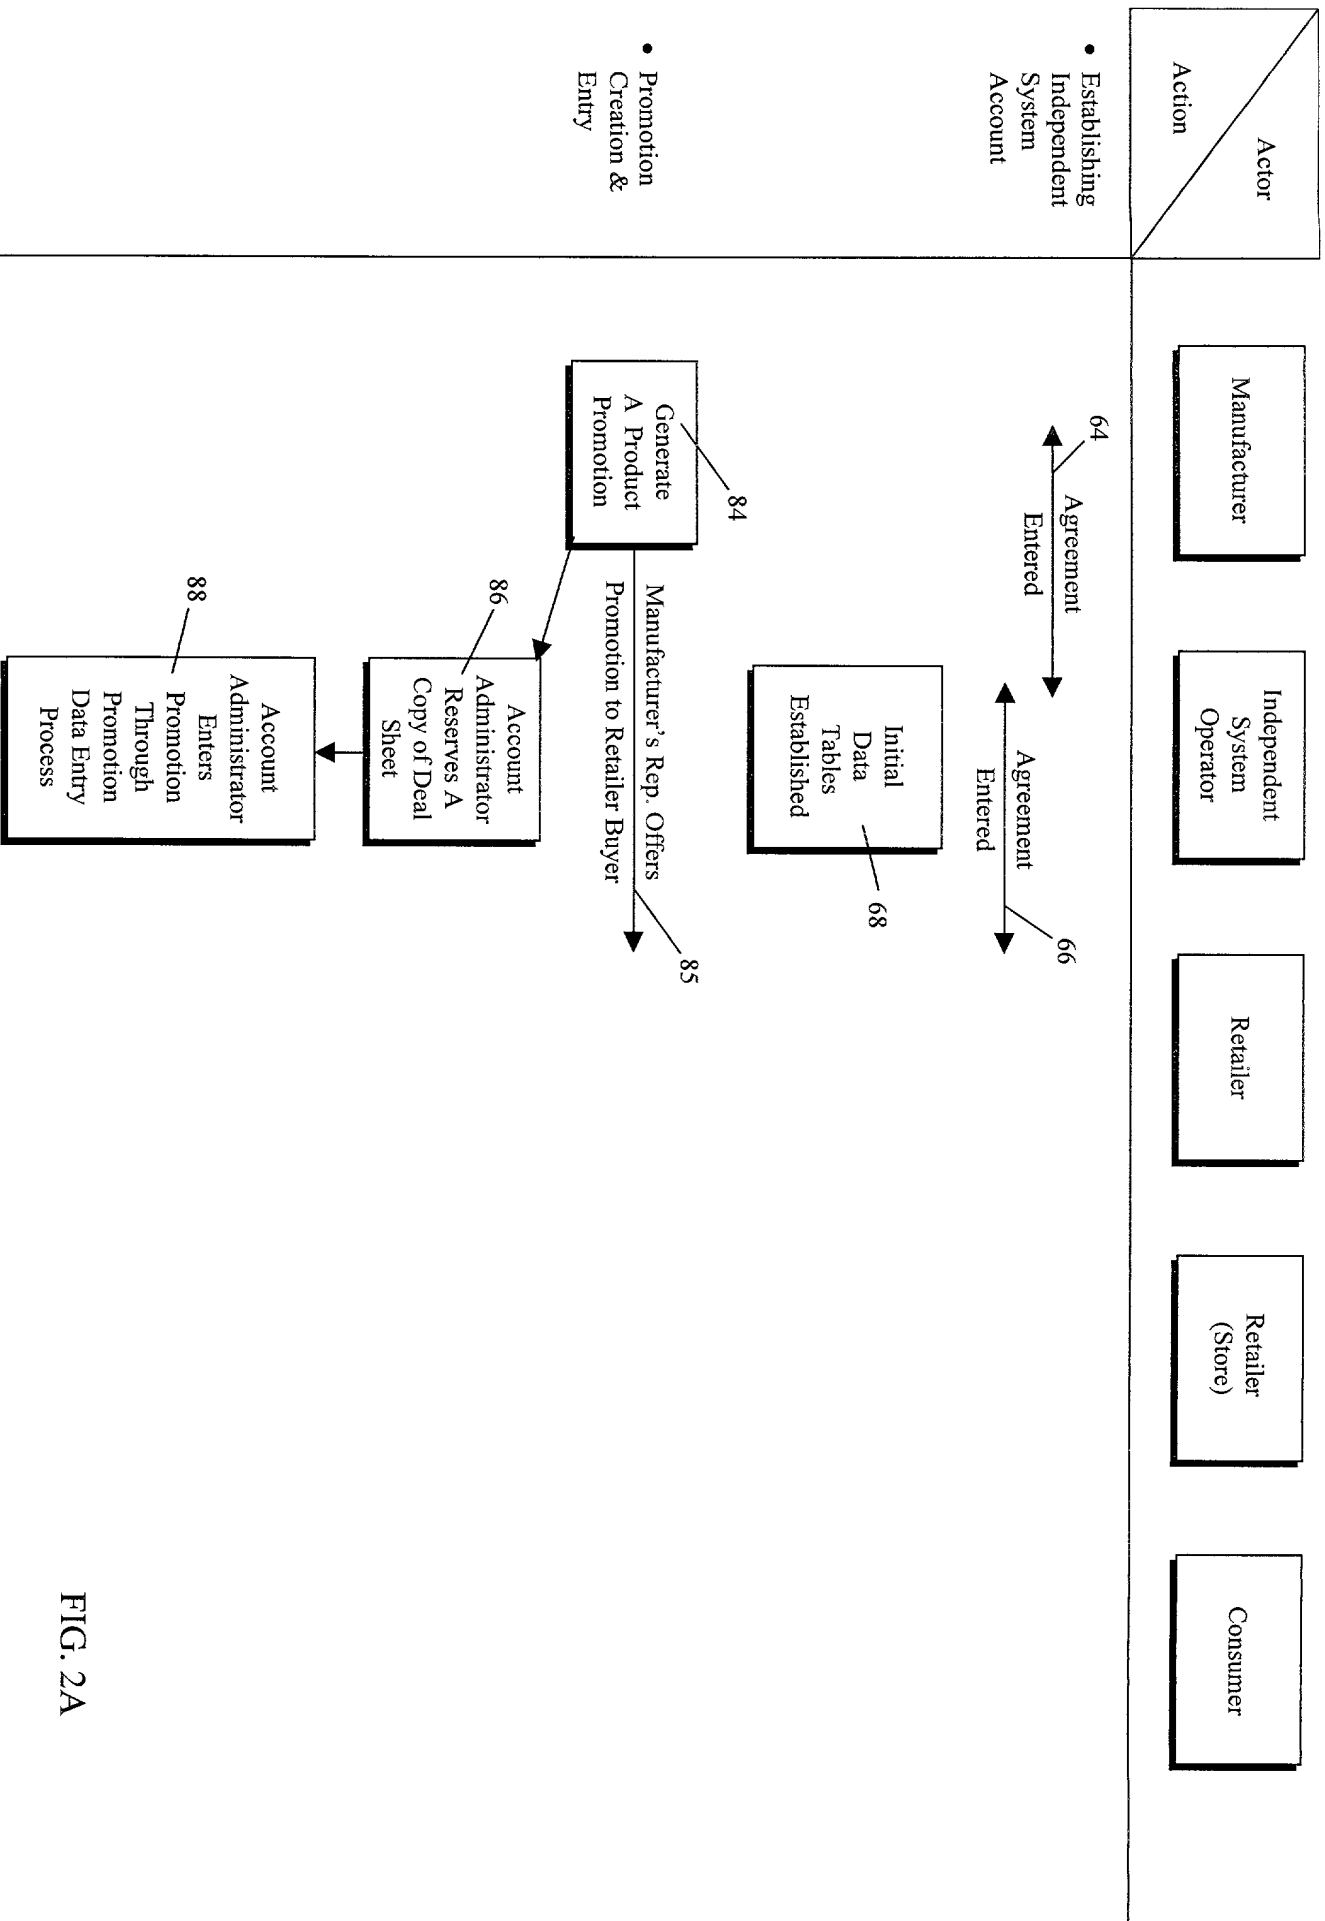 Actor
Action
Manufacturer
Independent
System
Operator
Retailer
Retailer
(Store)
Consumer
• Establishing
Independent
System
Account
64
Agreement
Entered
66
Agreement
Entered
Initial
Data
Tables
Established
68
• Promotion
Creation &
Entry
84
Generate
A Product
Promotion
Manufacturer's Rep. Offers
Promotion to Retailer Buyer
85
86
Account
Administrator
Reserves A
Copy of Deal
Sheet
88
Account
Administrator
Enters
Promotion
Through
Promotion
Data Entry
Process
FIG. 2A